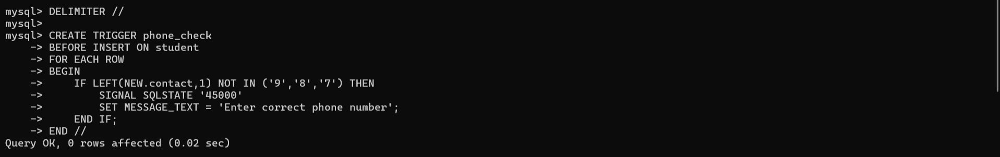 mysql> DELIMITER //
mysql>
mysql> CREATE TRIGGER phone_check
    -> BEFORE INSERT ON student
    -> FOR EACH ROW
    -> BEGIN
    ->     IF LEFT(NEW.contact,1) NOT IN ('9','8','7') THEN
    ->         SIGNAL SQLSTATE '45000'
    ->         SET MESSAGE_TEXT = 'Enter correct phone number';
    ->     END IF;
    -> END //
Query OK, 0 rows affected (0.02 sec)